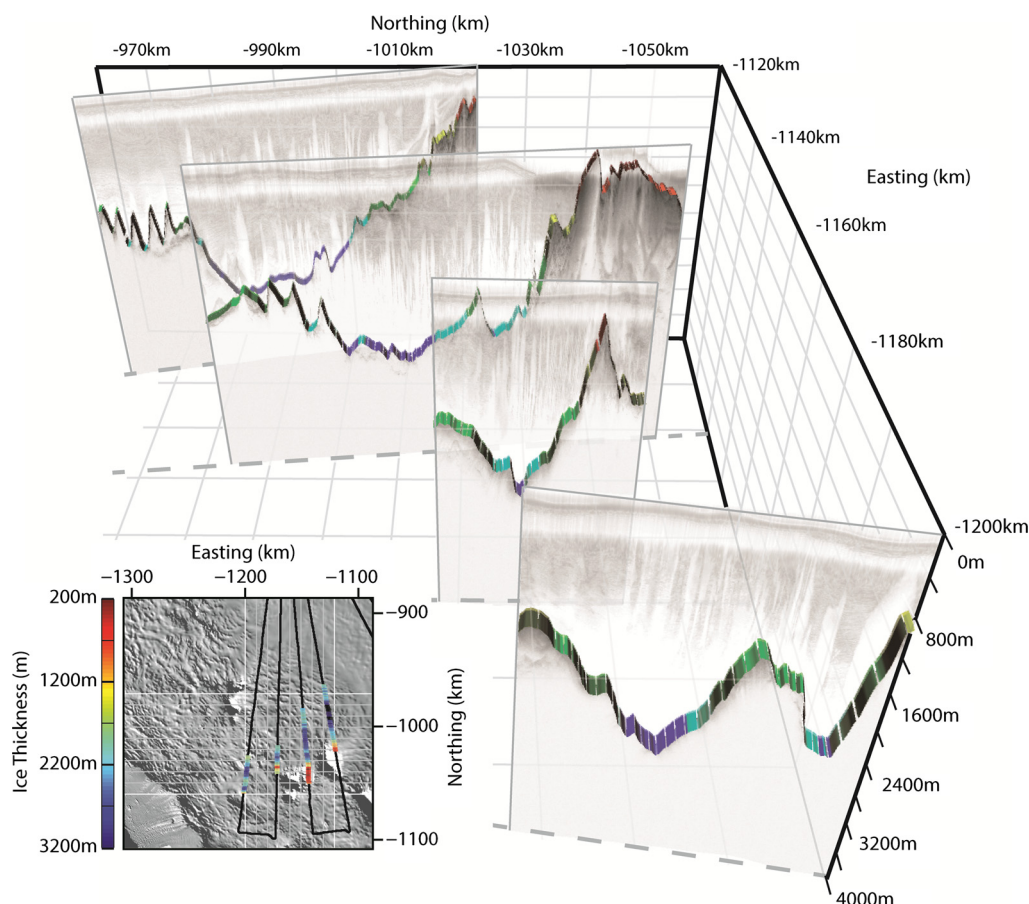 Northing (km)
-970km -990km -1010km -1030km -1050km
-1120km
-1140km
Easting (km)
-1160km
-1180km
-1200km
0m
800m
1600m
2400m
3200m
4000m
Easting (km)
−1300 −1200 −1100
200m
1200m
2200m
3200m
Ice Thickness (m)
−900
−1000
−1100
Northing (km)